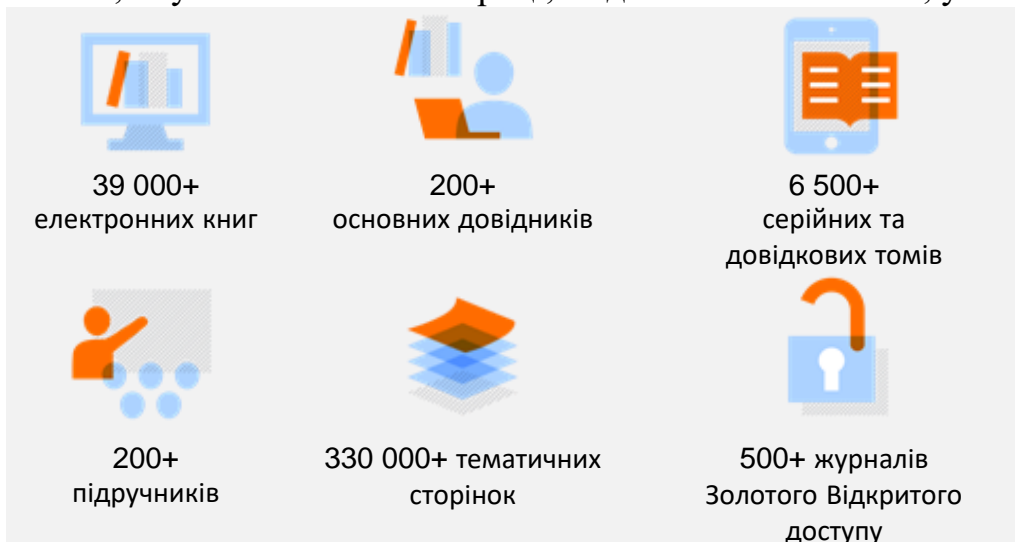 39 000+
електронних книг
200+
основних довідників
6 500+
серійних та
довідкових томів
200+
підручників
330 000+ тематичних
сторінок
500+ журналів
Золотого Відкритого
доступу